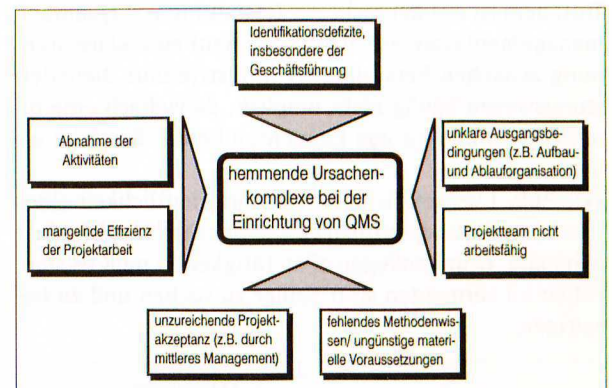 Identifikationsdefizite,
insbesondere der
Geschäftsführung
Abnahme der
Aktivitäten
mangelnde Effizienz
der Projektarbeit
hemmende Ursachen-
komplexe bei der
Einrichtung von QMS
unklare Ausgangsbe-
dingungen (z.B. Aufbau-
und Ablauforganisation)
Projektteam nicht
arbeitsfähig
unzureichende Projekt-
akzeptanz (z.B. durch
mittleres Management)
fehlendes Methodenwis-
sen/ ungünstige materi-
elle Voraussetzungen